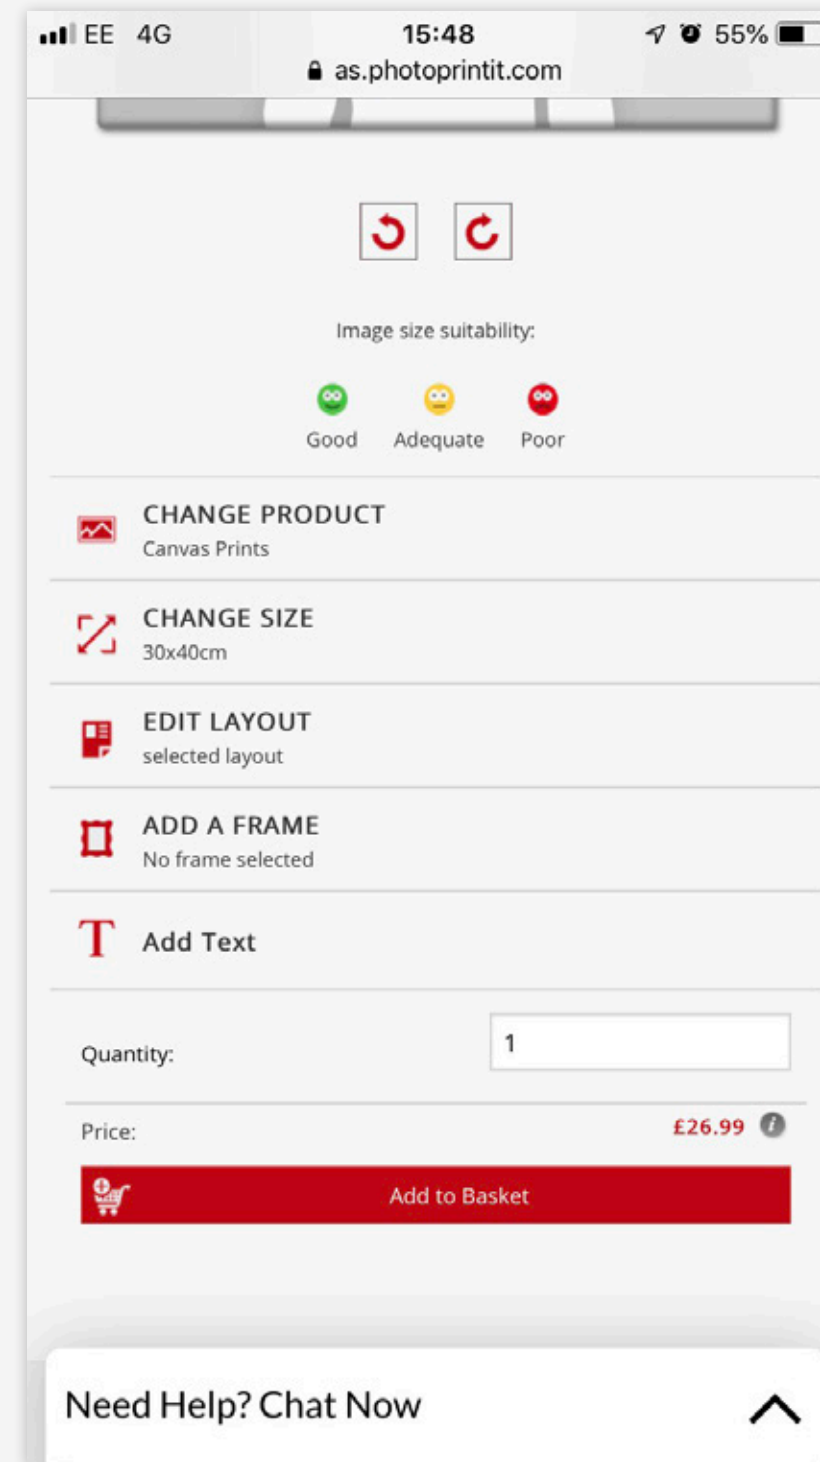 EE 4G 15:48 55%
as.photoprintit.com
Image size suitability:
Good Adequate Poor
CHANGE PRODUCT
Canvas Prints
CHANGE SIZE
30x40cm
EDIT LAYOUT
selected layout
ADD A FRAME
No frame selected
T Add Text
Quantity: 1
Price: £26.99 i
Add to Basket
Need Help? Chat Now